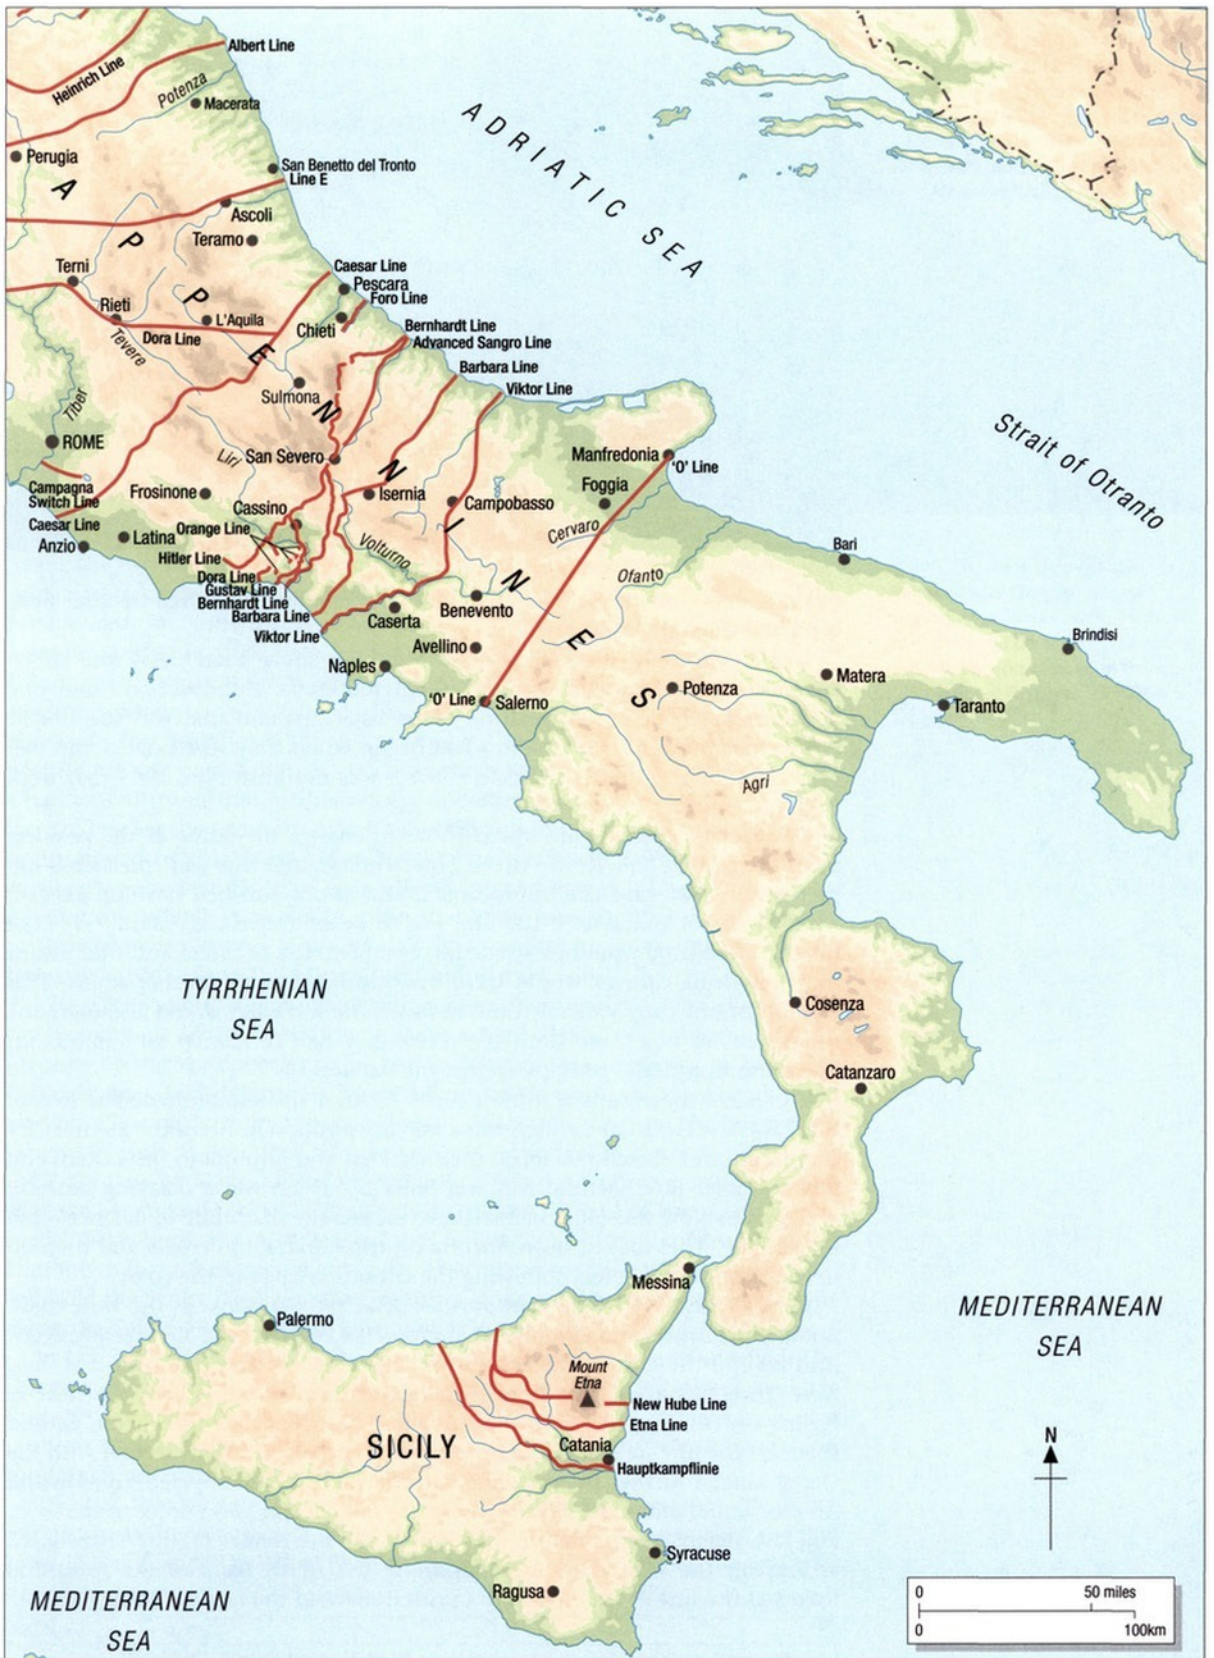 Albert Line
Heinrich Line
Potenza
Macerata
ADRIATIC SEA
Perugia
San Benetto del Tronto
Line E
APPENNINES
Ascoli
Teramo
Terni
Caesar Line
Pescara
Foro Line
Rieti
L'Aquila
Chieti
Dora Line
Tevere
Bernhardt Line
Advanced Sangro Line
Barbara Line
Viktor Line
Sulmona
Tiber
ROME
Liri
San Severo
Strait of Otranto
Manfredonia
'O' Line
Campagna
Switch Line
Frosinone
Isernia
Campobasso
Foggia
Cassino
Caesar Line
Orange Line
Cervaro
Anzio
Latina
Volturno
Bari
Hitler Line
Dora Line
Gustav Line
Bernhardt Line
Barbara Line
Viktor Line
Ofanto
Caserta
Benevento
Avellino
Brindisi
Naples
Matera
Potenza
'O' Line
Salerno
Taranto
Agri
TYRRHENIAN
SEA
Cosenza
Catanzaro
Messina
MEDITERRANEAN
SEA
Palermo
Mount
Etna
New Hube Line
Etna Line
SICILY
Catania
Hauptkampflinie
N
Syracuse
Ragusa
MEDITERRANEAN
SEA
0 50 miles
0 100km